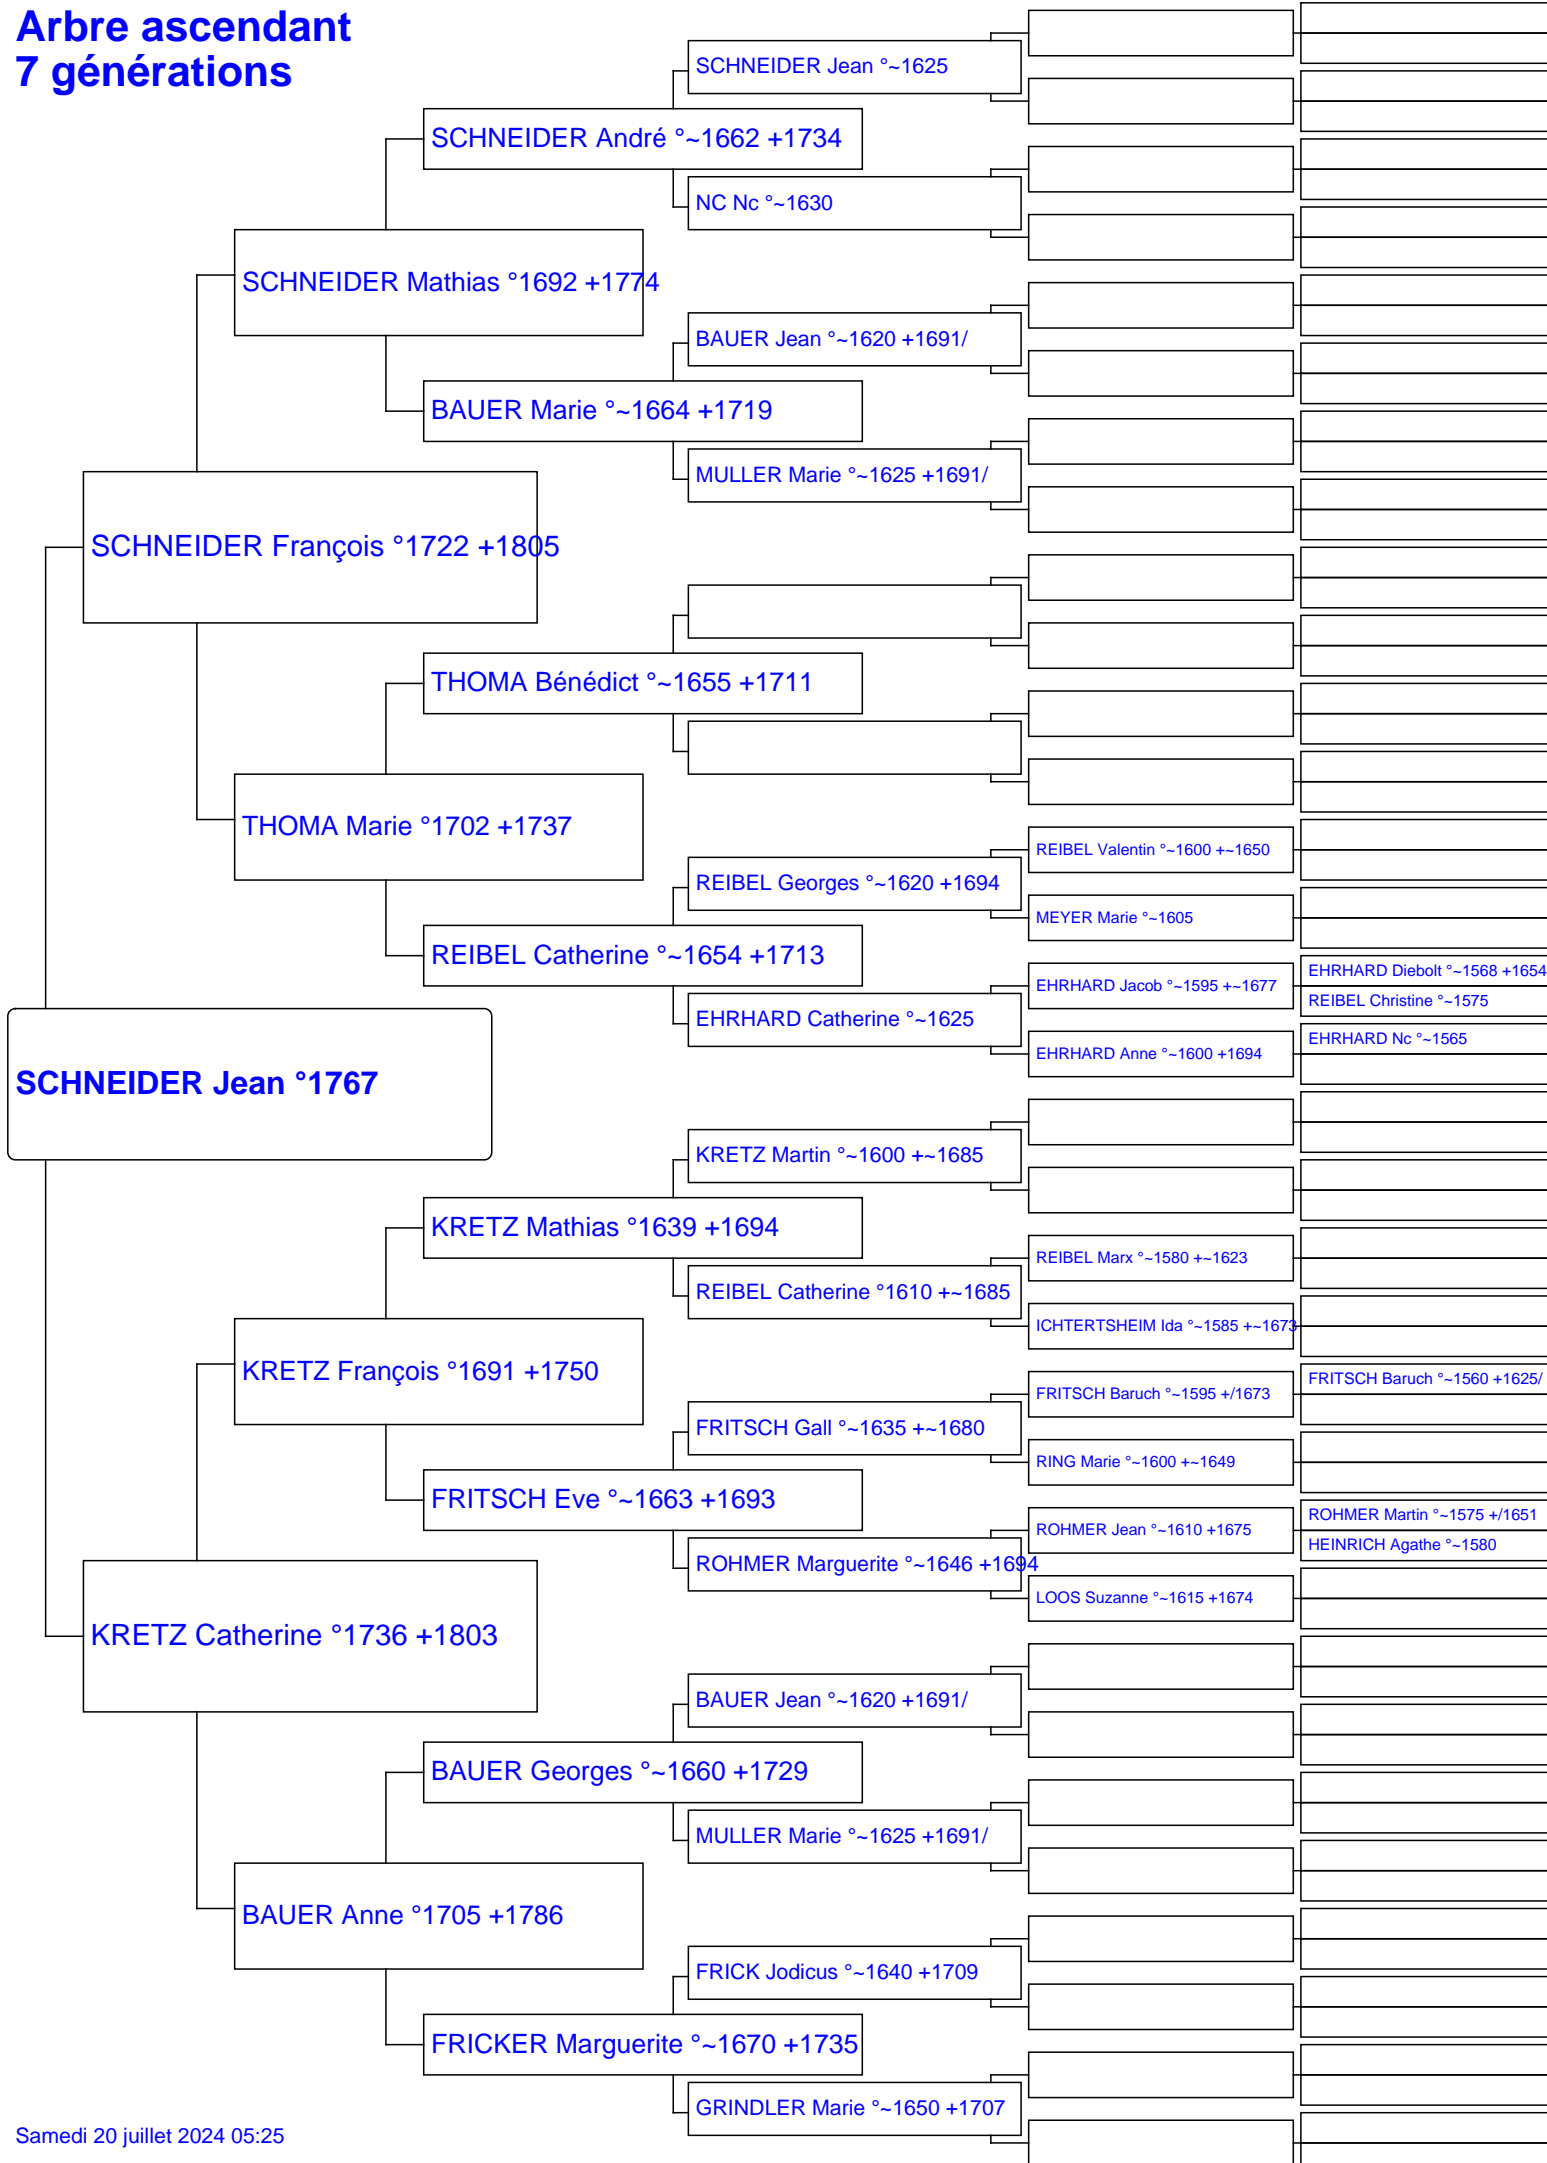 Arbre ascendant
7 générations
SCHNEIDER Jean °~1625
SCHNEIDER André °~1662 +1734
NC Nc °~1630
SCHNEIDER Mathias °1692 +1774
BAUER Jean °~1620 +1691/
BAUER Marie °~1664 +1719
MULLER Marie °~1625 +1691/
SCHNEIDER François °1722 +1805
THOMA Bénédict °~1655 +1711
THOMA Marie °1702 +1737
REIBEL Valentin °~1600 +~1650
REIBEL Georges °~1620 +1694
MEYER Marie °~1605
REIBEL Catherine °~1654 +1713
EHRHARD Diebolt °~1568 +1654
EHRHARD Jacob °~1595 +~1677
REIBEL Christine °~1575
EHRHARD Catherine °~1625
EHRHARD Nc °~1565
EHRHARD Anne °~1600 +1694
SCHNEIDER Jean °1767
KRETZ Martin °~1600 +~1685
KRETZ Mathias °1639 +1694
REIBEL Marx °~1580 +~1623
REIBEL Catherine °1610 +~1685
ICHTERTSHEIM Ida °~1585 +~1673
KRETZ François °1691 +1750
FRITSCH Baruch °~1560 +1625/
FRITSCH Baruch °~1595 +/1673
FRITSCH Gall °~1635 +~1680
RING Marie °~1600 +~1649
FRITSCH Eve °~1663 +1693
ROHMER Martin °~1575 +/1651
ROHMER Jean °~1610 +1675
HEINRICH Agathe °~1580
ROHMER Marguerite °~1646 +1694
LOOS Suzanne °~1615 +1674
KRETZ Catherine °1736 +1803
BAUER Jean °~1620 +1691/
BAUER Georges °~1660 +1729
MULLER Marie °~1625 +1691/
BAUER Anne °1705 +1786
FRICK Jodicus °~1640 +1709
FRICKER Marguerite °~1670 +1735
GRINDLER Marie °~1650 +1707
Samedi 20 juillet 2024 05:25